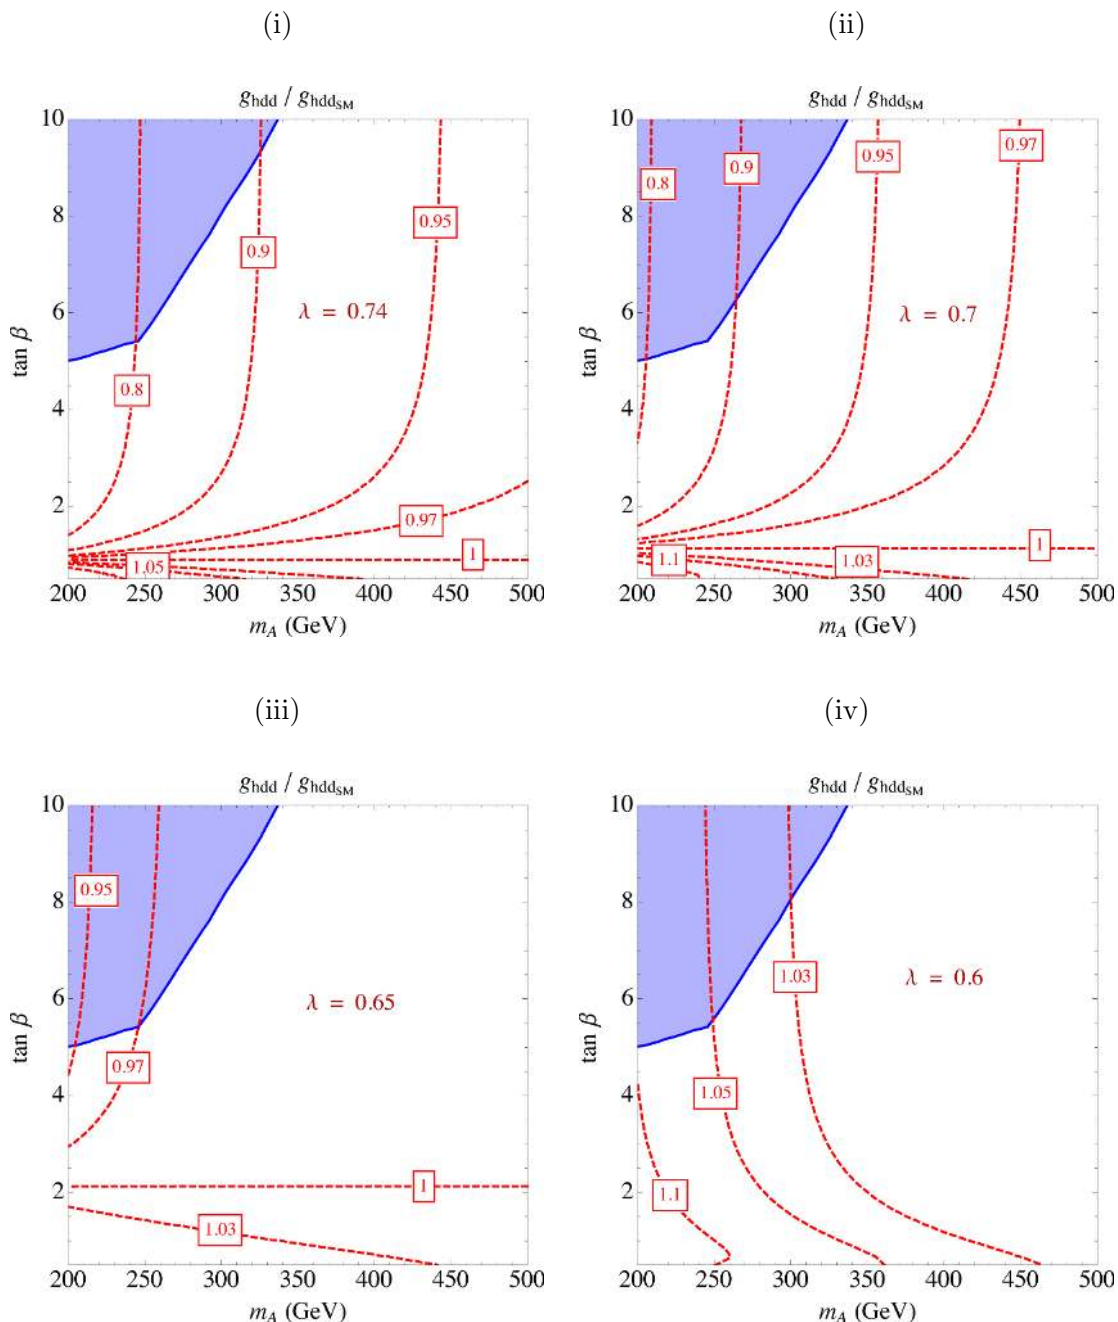 (i)
g_hdd / g_hdd_SM
10
8
6
4
2
tan β
0.8
0.9
0.95
0.97
1
1.05
λ = 0.74
200 250 300 350 400 450 500
m_A (GeV)
(ii)
g_hdd / g_hdd_SM
10
8
6
4
2
tan β
0.8
0.9
0.95
0.97
1
1.1
1.03
λ = 0.7
200 250 300 350 400 450 500
m_A (GeV)
(iii)
g_hdd / g_hdd_SM
10
8
6
4
2
tan β
0.95
0.97
1
1.03
λ = 0.65
200 250 300 350 400 450 500
m_A (GeV)
(iv)
g_hdd / g_hdd_SM
10
8
6
4
2
tan β
1.03
1.05
1.1
λ = 0.6
200 250 300 350 400 450 500
m_A (GeV)